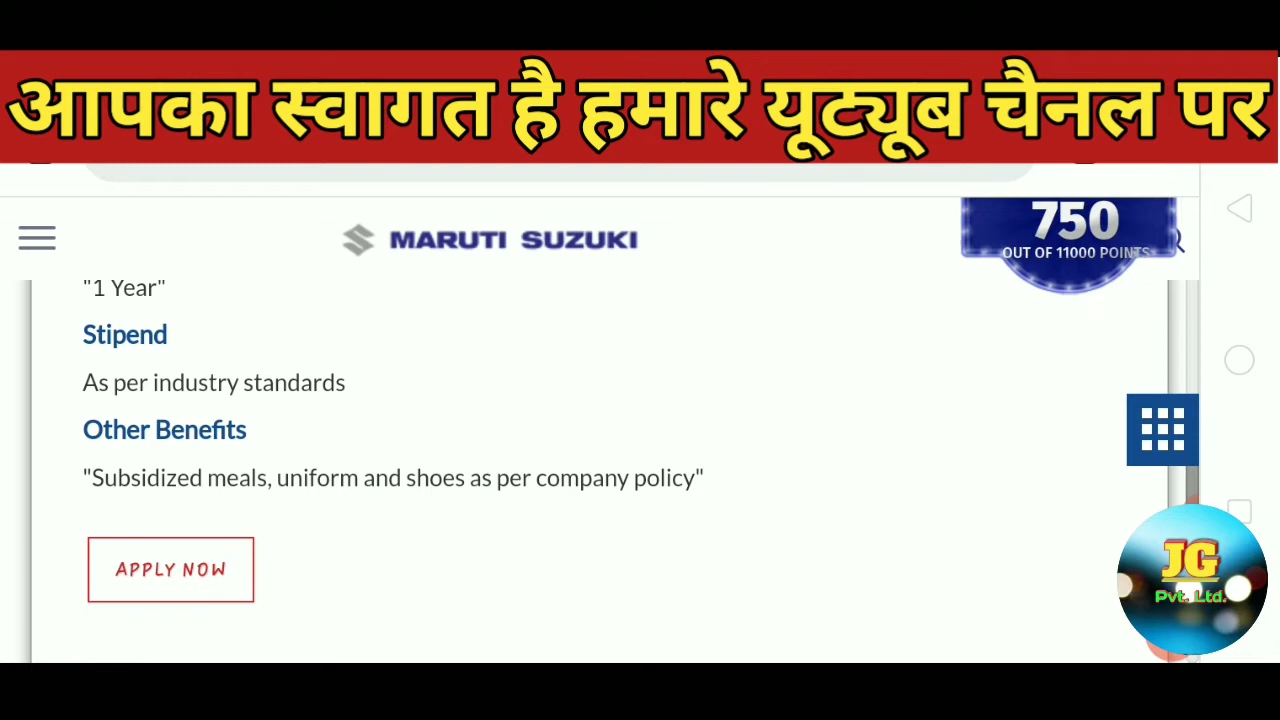 आपका स्वागत है हमारे यूट्यूब चैनल पर
MARUTI SUZUKI
750
OUT OF 11000 POINTS
"1 Year"
Stipend
As per industry standards
Other Benefits
"Subsidized meals, uniform and shoes as per company policy"
APPLY NOW
JG
Pvt. Ltd.